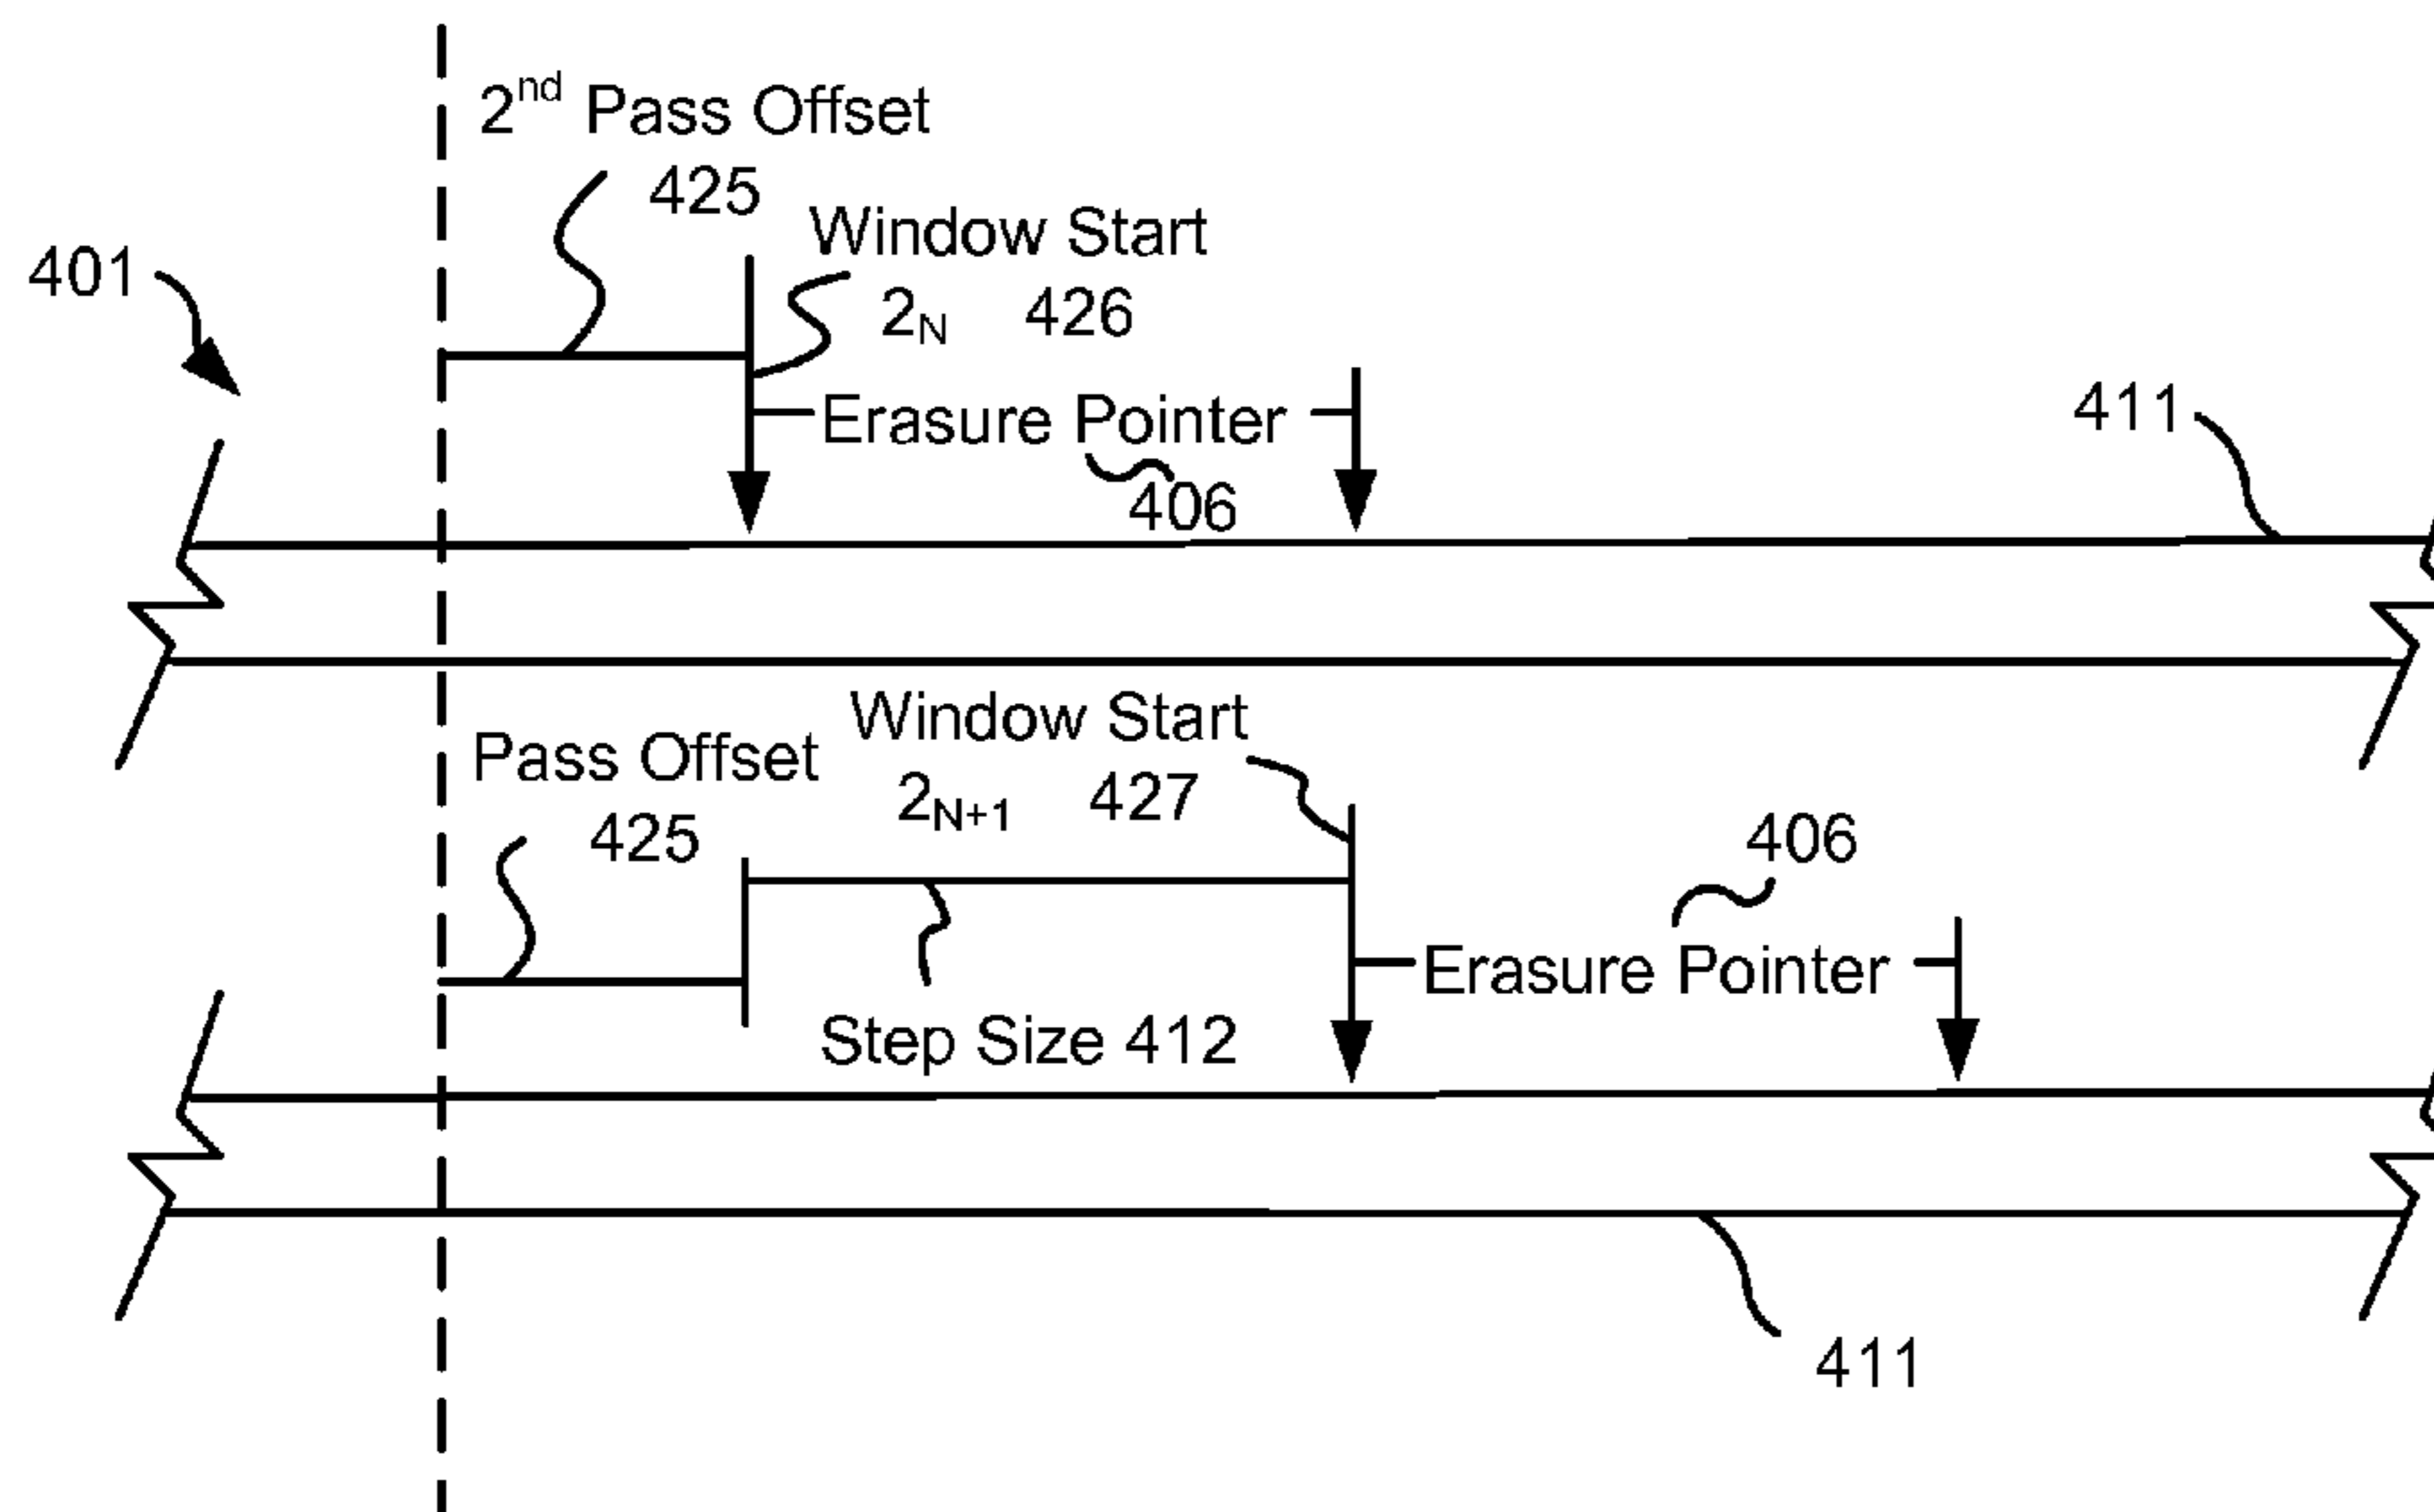 2nd Pass Offset
425
Window Start
2N 426
401
Erasure Pointer
406
411
Window Start
2N+1 427
Pass Offset
425
406
Erasure Pointer
Step Size 412
411